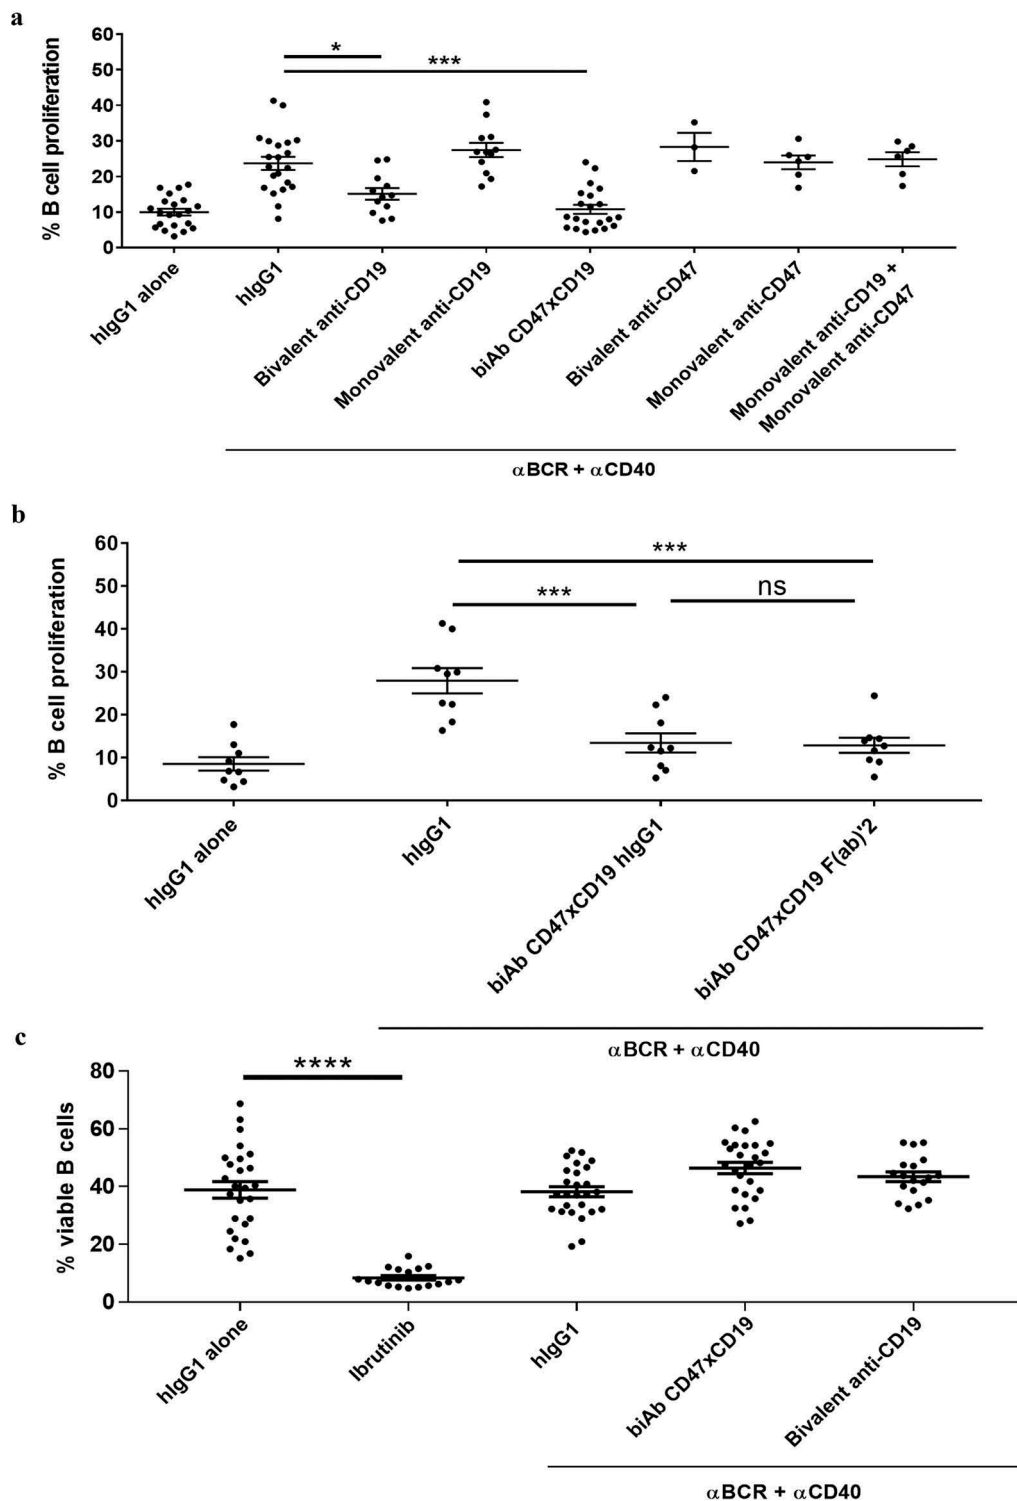 a
% B cell proliferation
60
50
40
30
20
10
0
*
***
hIgG1 alone
hIgG1
Bivalent anti-CD19
Monovalent anti-CD19
biAb CD47xCD19
Bivalent anti-CD47
Monovalent anti-CD47
Monovalent anti-CD19 +
Monovalent anti-CD47
αBCR + αCD40
b
% B cell proliferation
60
50
40
30
20
10
0
***
***
ns
hIgG1 alone
hIgG1
biAb CD47xCD19 hIgG1
biAb CD47xCD19 F(ab)'2
αBCR + αCD40
c
% viable B cells
80
60
40
20
0
****
hIgG1 alone
Ibrutinib
hIgG1
biAb CD47xCD19
Bivalent anti-CD19
αBCR + αCD40